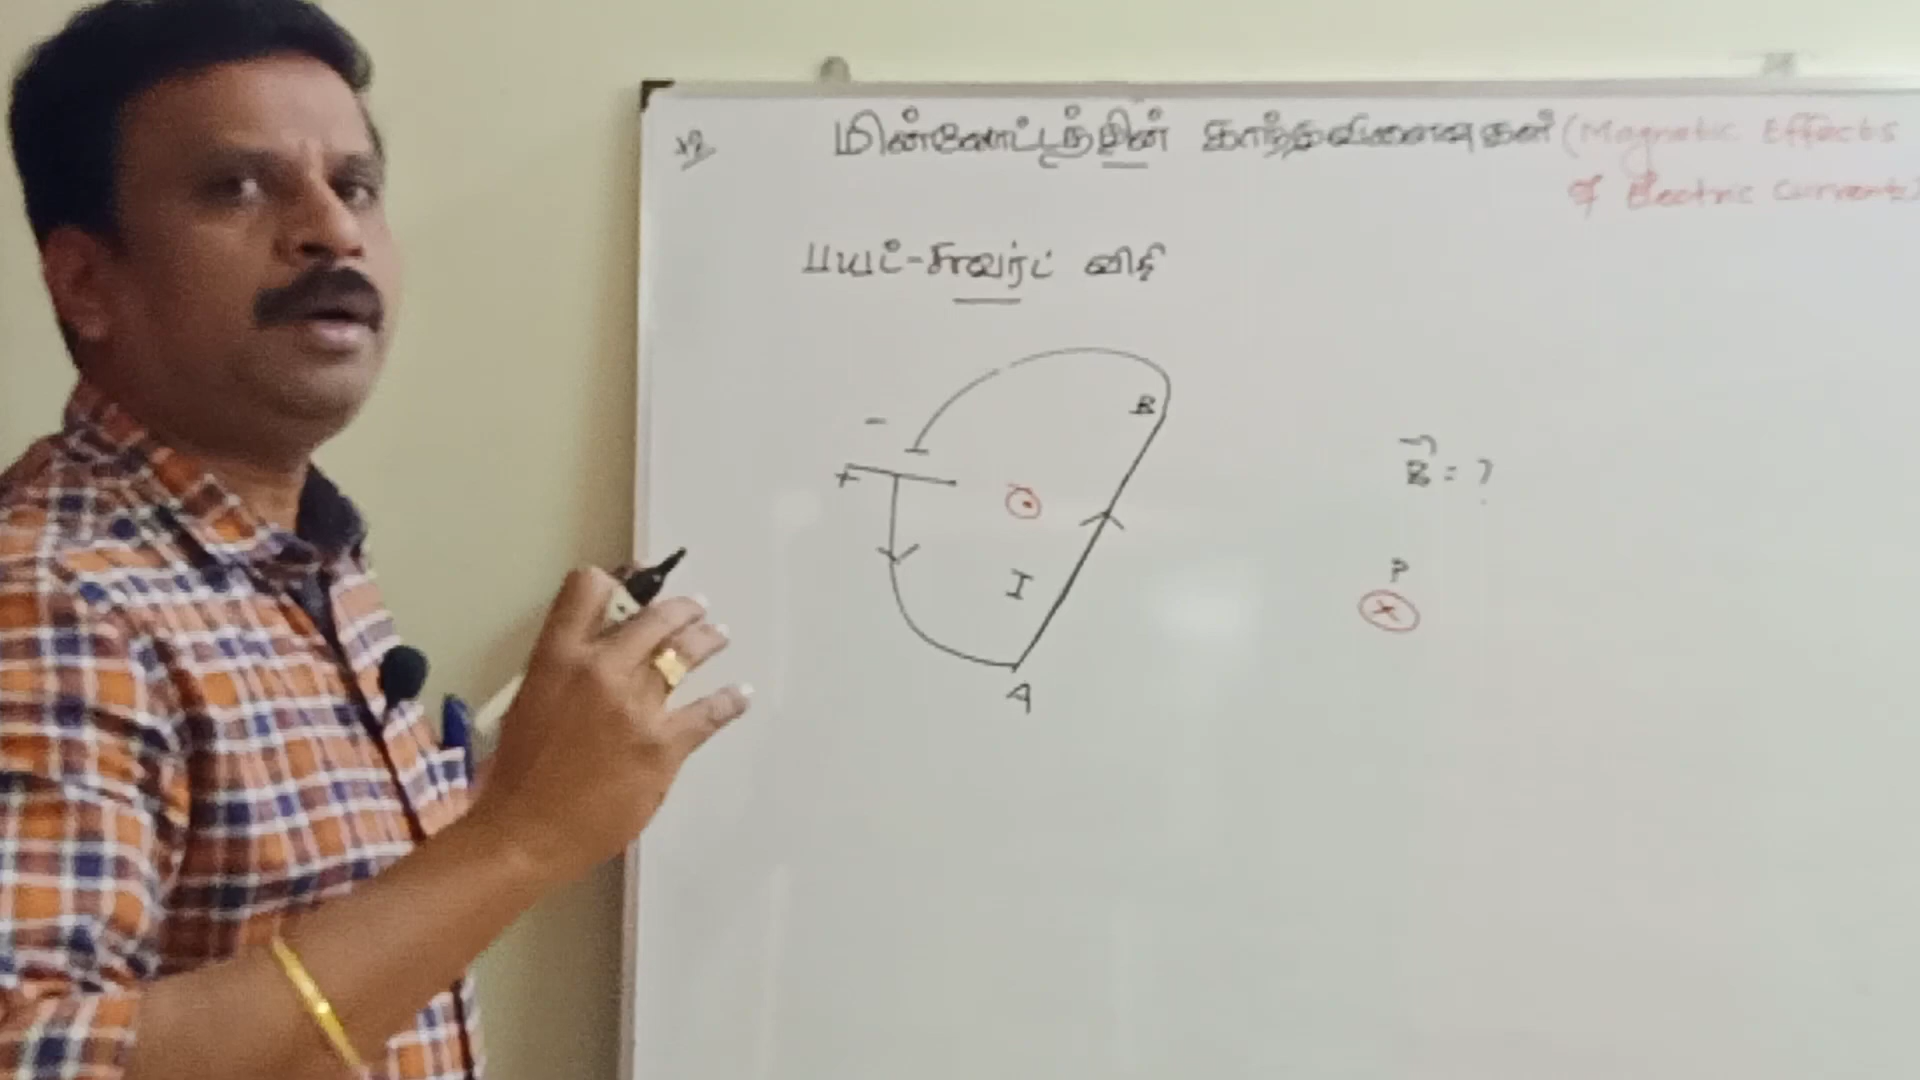 மின்னோட்டத்தின் காந்தவிளைவுகள் (Magnetic Effects
of Electric Currents)
பயட்-சாவர்ட் விதி
B
-
+
B = ?
P
I
A